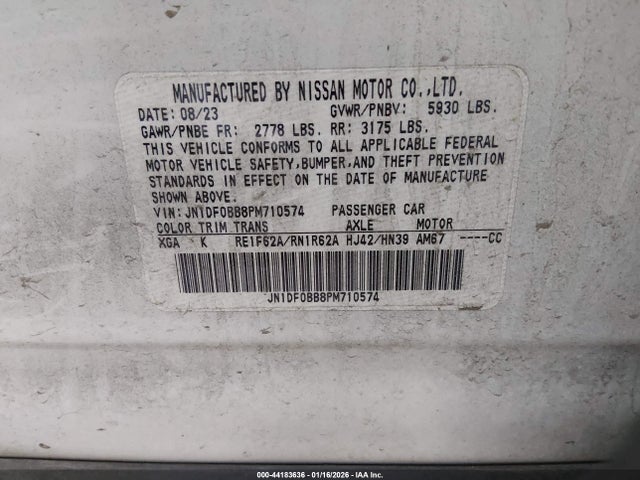 MANUFACTURED BY NISSAN MOTOR CO.,LTD.
DATE: 08/23 GVWR/PNBV: 5930 LBS.
GAWR/PNBE FR: 2778 LBS. RR: 3175 LBS.
THIS VEHICLE CONFORMS TO ALL APPLICABLE FEDERAL
MOTOR VEHICLE SAFETY,BUMPER,AND THEFT PREVENTION
STANDARDS IN EFFECT ON THE DATE OF MANUFACTURE
SHOWN ABOVE.
VIN: JN1DF0BB8PM710574 PASSENGER CAR
COLOR TRIM TRANS AXLE MOTOR
XGA K RE1F62A/RN1R62A HJ42/HN39 AM67 ----CC
JN1DF0BB8PM710574
000-44183636 - 01/16/2026 - IAA Inc.